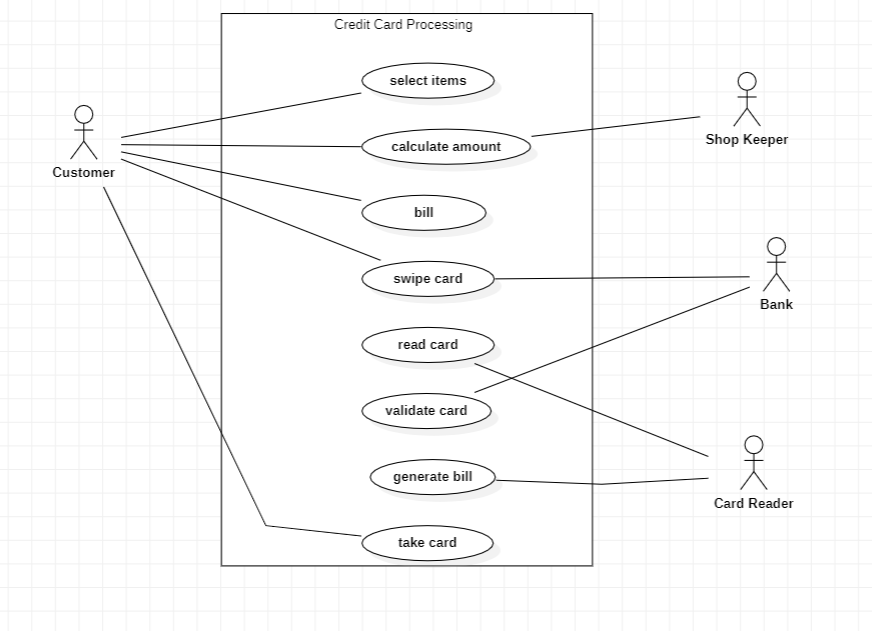 Credit Card Processing
select items
calculate amount
Shop Keeper
Customer
bill
swipe card
Bank
read card
validate card
generate bill
Card Reader
take card